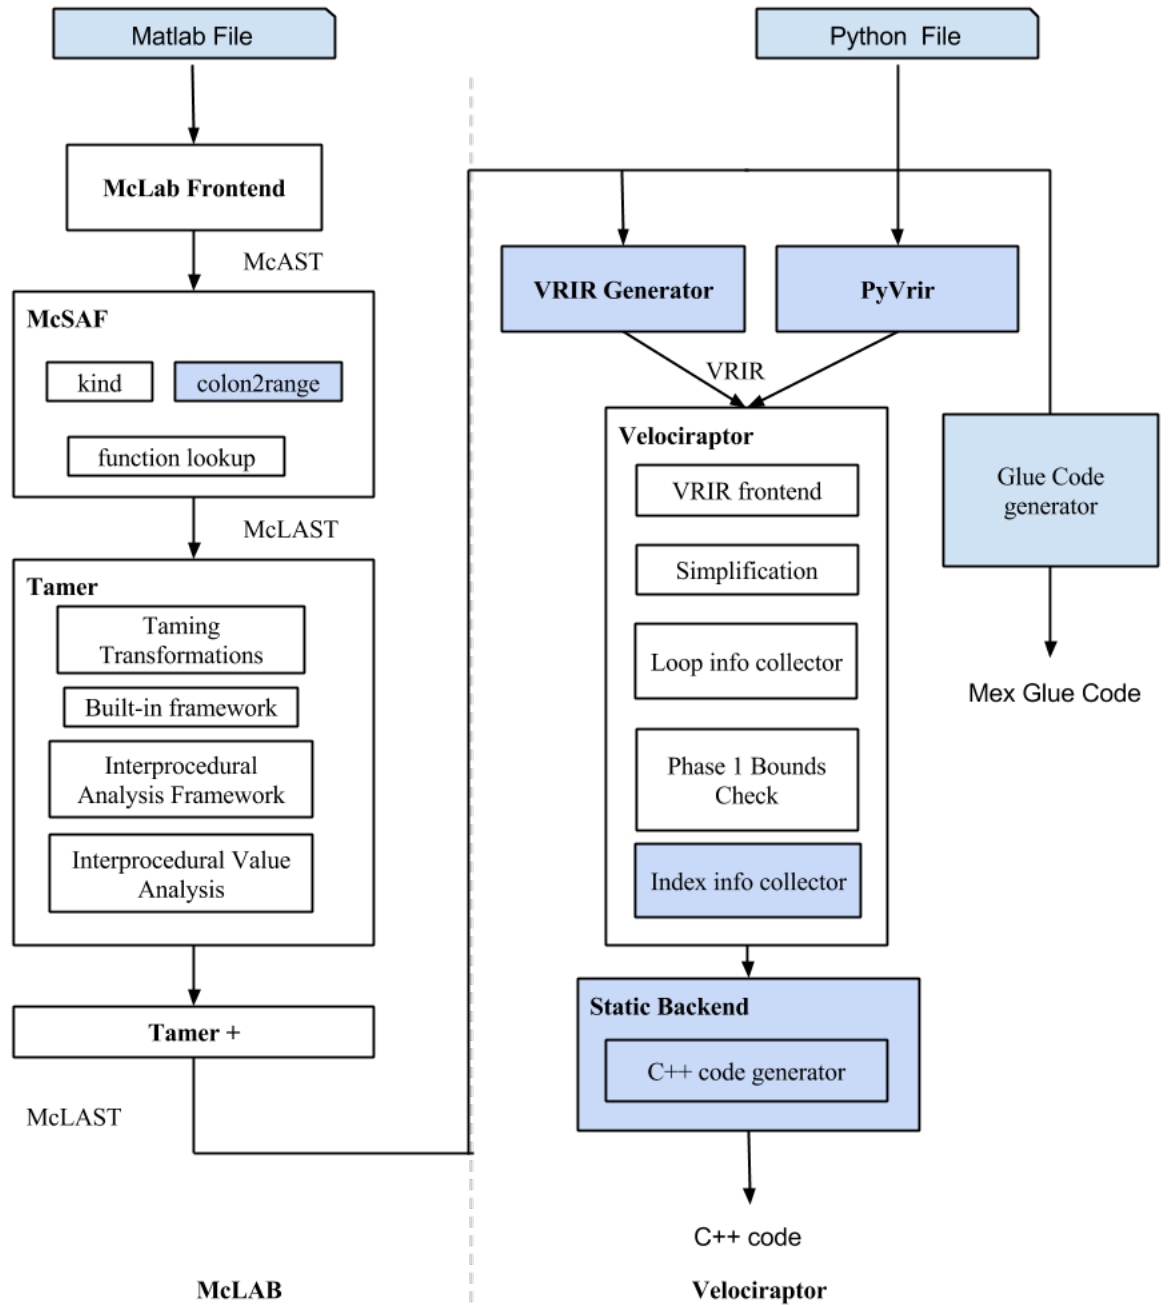 Matlab File
McLab Frontend
McAST
McSAF
kind
colon2range
function lookup
McLAST
Tamer
Taming
Transformations
Built-in framework
Interprocedural
Analysis Framework
Interprocedural Value
Analysis
Tamer +
McLAST
McLAB
Python File
VRIR Generator
PyVrir
VRIR
Velociraptor
VRIR frontend
Simplification
Loop info collector
Phase 1 Bounds
Check
Index info collector
Static Backend
C++ code generator
C++ code
Glue Code
generator
Mex Glue Code
Velociraptor